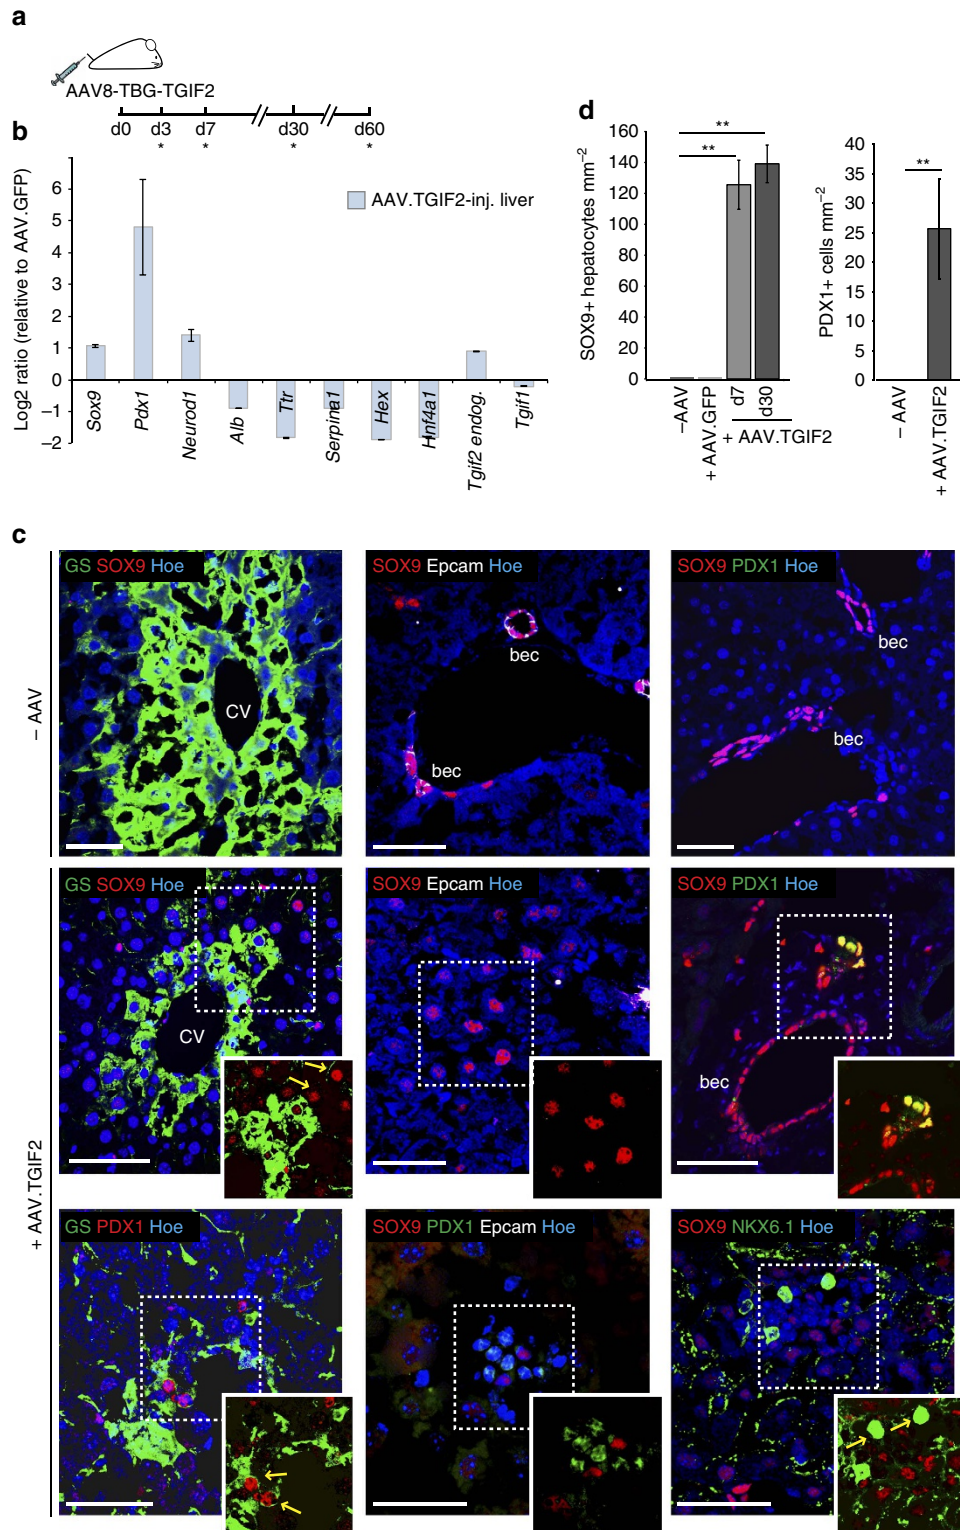 a
AAV8-TBG-TGIF2
d0 d3 d7 d30 d60
* * * *
b
Log2 ratio (relative to AAV.GFP)
6
5
4
3
2
1
0
−1
−2
AAV.TGIF2-inj. liver
Sox9 Pdx1 Neurod1 Alb Ttr Serpina1 Hex Hnf4a1 Tgif2 endog. Tgif1
d
SOX9+ hepatocytes mm−2
160
140
120
100
80
60
40
20
0
**
**
−AAV
+ AAV.GFP
d7
d30
+ AAV.TGIF2
PDX1+ cells mm−2
40
35
30
25
20
15
10
5
0
**
− AAV
+ AAV.TGIF2
c
− AAV
GS SOX9 Hoe
CV
SOX9 Epcam Hoe
bec
bec
SOX9 PDX1 Hoe
bec
bec
+ AAV.TGIF2
GS SOX9 Hoe
CV
SOX9 Epcam Hoe
SOX9 PDX1 Hoe
bec
GS PDX1 Hoe
SOX9 PDX1 Epcam Hoe
SOX9 NKX6.1 Hoe